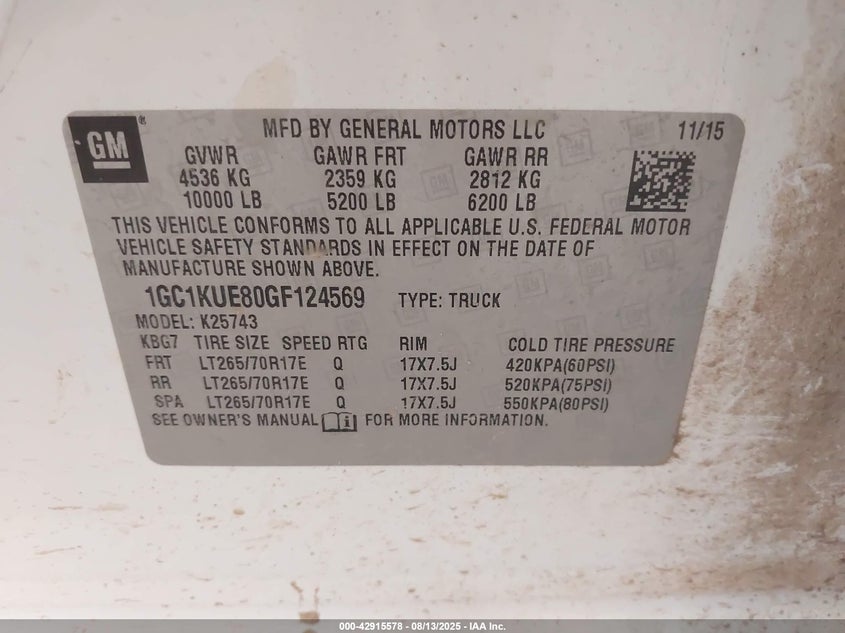 GM
MFD BY GENERAL MOTORS LLC 11/15
GVWR GAWR FRT GAWR RR
4536 KG 2359 KG 2812 KG
10000 LB 5200 LB 6200 LB
THIS VEHICLE CONFORMS TO ALL APPLICABLE U.S. FEDERAL MOTOR
VEHICLE SAFETY STANDARDS IN EFFECT ON THE DATE OF
MANUFACTURE SHOWN ABOVE.
1GC1KUE80GF124569 TYPE: TRUCK
MODEL: K25743
KBG7 TIRE SIZE SPEED RTG RIM COLD TIRE PRESSURE
FRT LT265/70R17E Q 17X7.5J 420KPA(60PSI)
RR LT265/70R17E Q 17X7.5J 520KPA(75PSI)
SPA LT265/70R17E Q 17X7.5J 550KPA(80PSI)
SEE OWNER'S MANUAL FOR MORE INFORMATION.
000-42915578 - 08/13/2025 - IAA Inc.